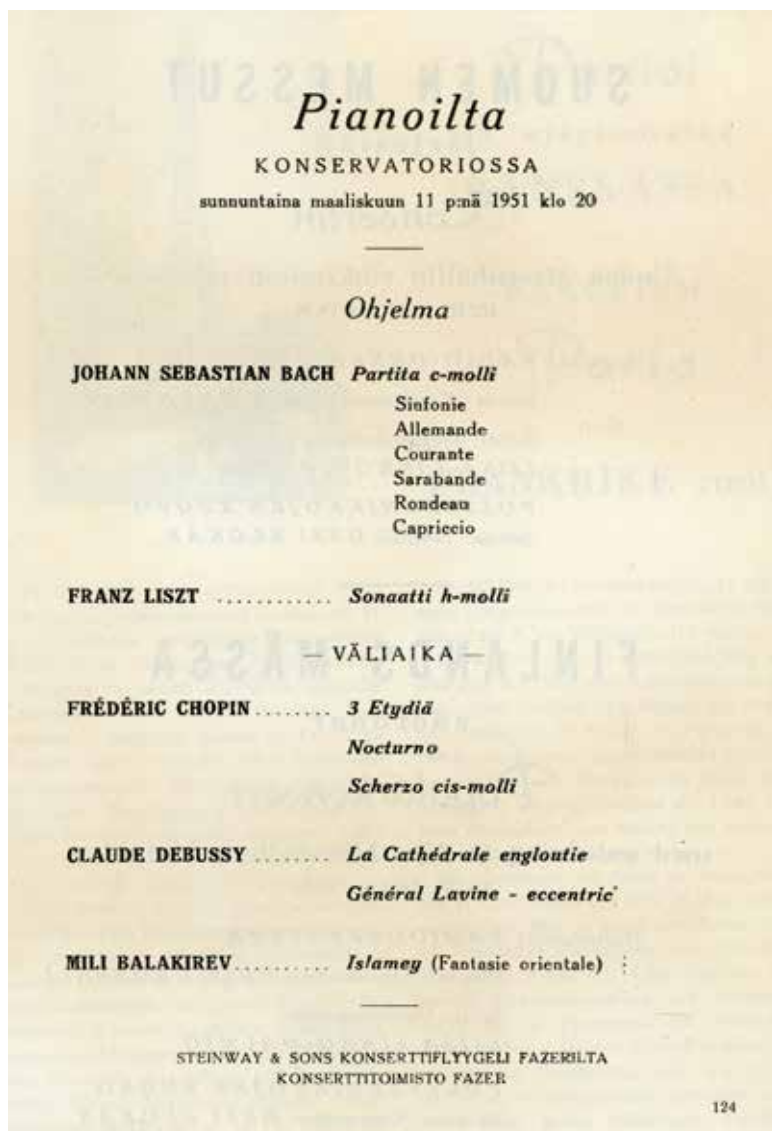 Pianoilta
KONSERVATORIOSSA
sunnuntaina maaliskuun 11 p:nä 1951 klo 20
Ohjelma
JOHANN SEBASTIAN BACH Partita c-molli
Sinfonie
Allemande
Courante
Sarabande
Rondeau
Capriccio
FRANZ LISZT ............ Sonaatti h-molli
— VÄLIAIKA —
FRÉDÉRIC CHOPIN ........ 3 Etydiä
Nocturno
Scherzo cis-molli
CLAUDE DEBUSSY ........ La Cathédrale engloutie
Général Lavine - eccentric
MILI BALAKIREV .......... Islamey (Fantasie orientale)
STEINWAY & SONS KONSERTTIFLYYGELI FAZERILTA
KONSERTTITOIMISTO FAZER
124